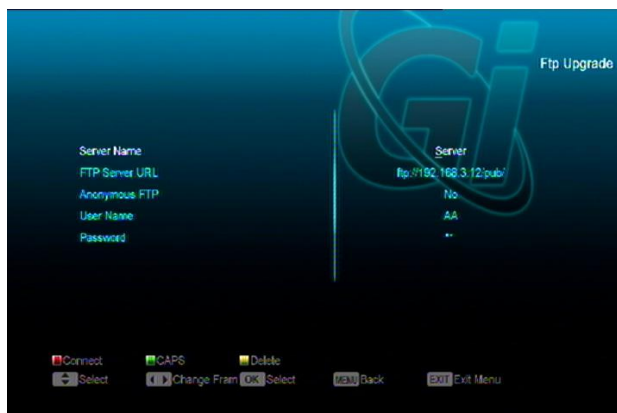 Ftp Upgrade
Server Name Server
FTP Server URL ftp://192.168.3.12/pub/
Anonymous FTP No
User Name AA
Password **
Connect CAPS Delete
Select Change Fram OK Select MENU Back EXIT Exit Menu